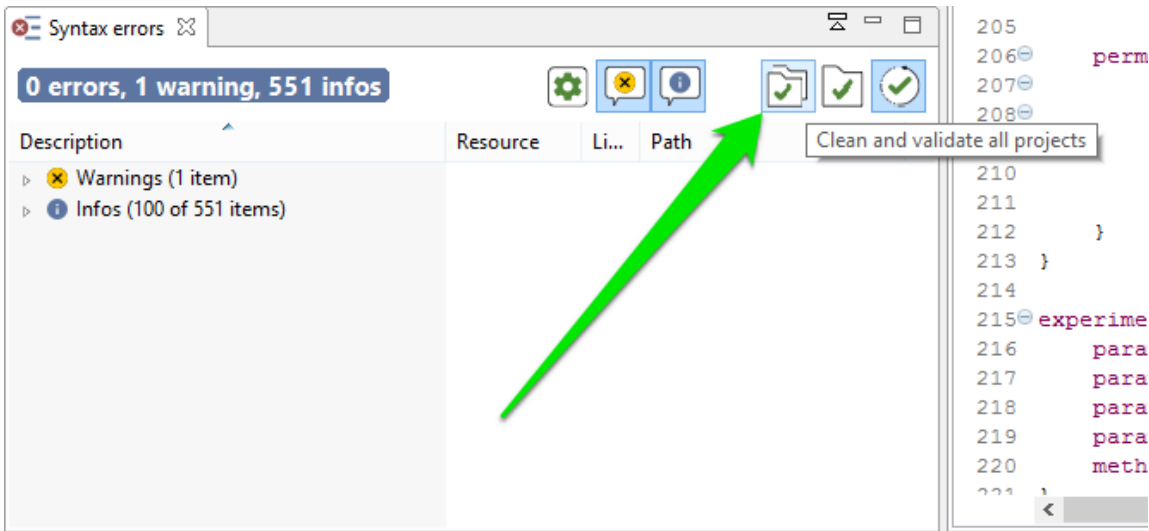 Syntax errors
0 errors, 1 warning, 551 infos
Description Resource Li... Path
Clean and validate all projects
Warnings (1 item)
Infos (100 of 551 items)
205
206 perm
207
208
210
211
212 }
213 }
214
215 experime
216 para
217 para
218 para
219 para
220 meth